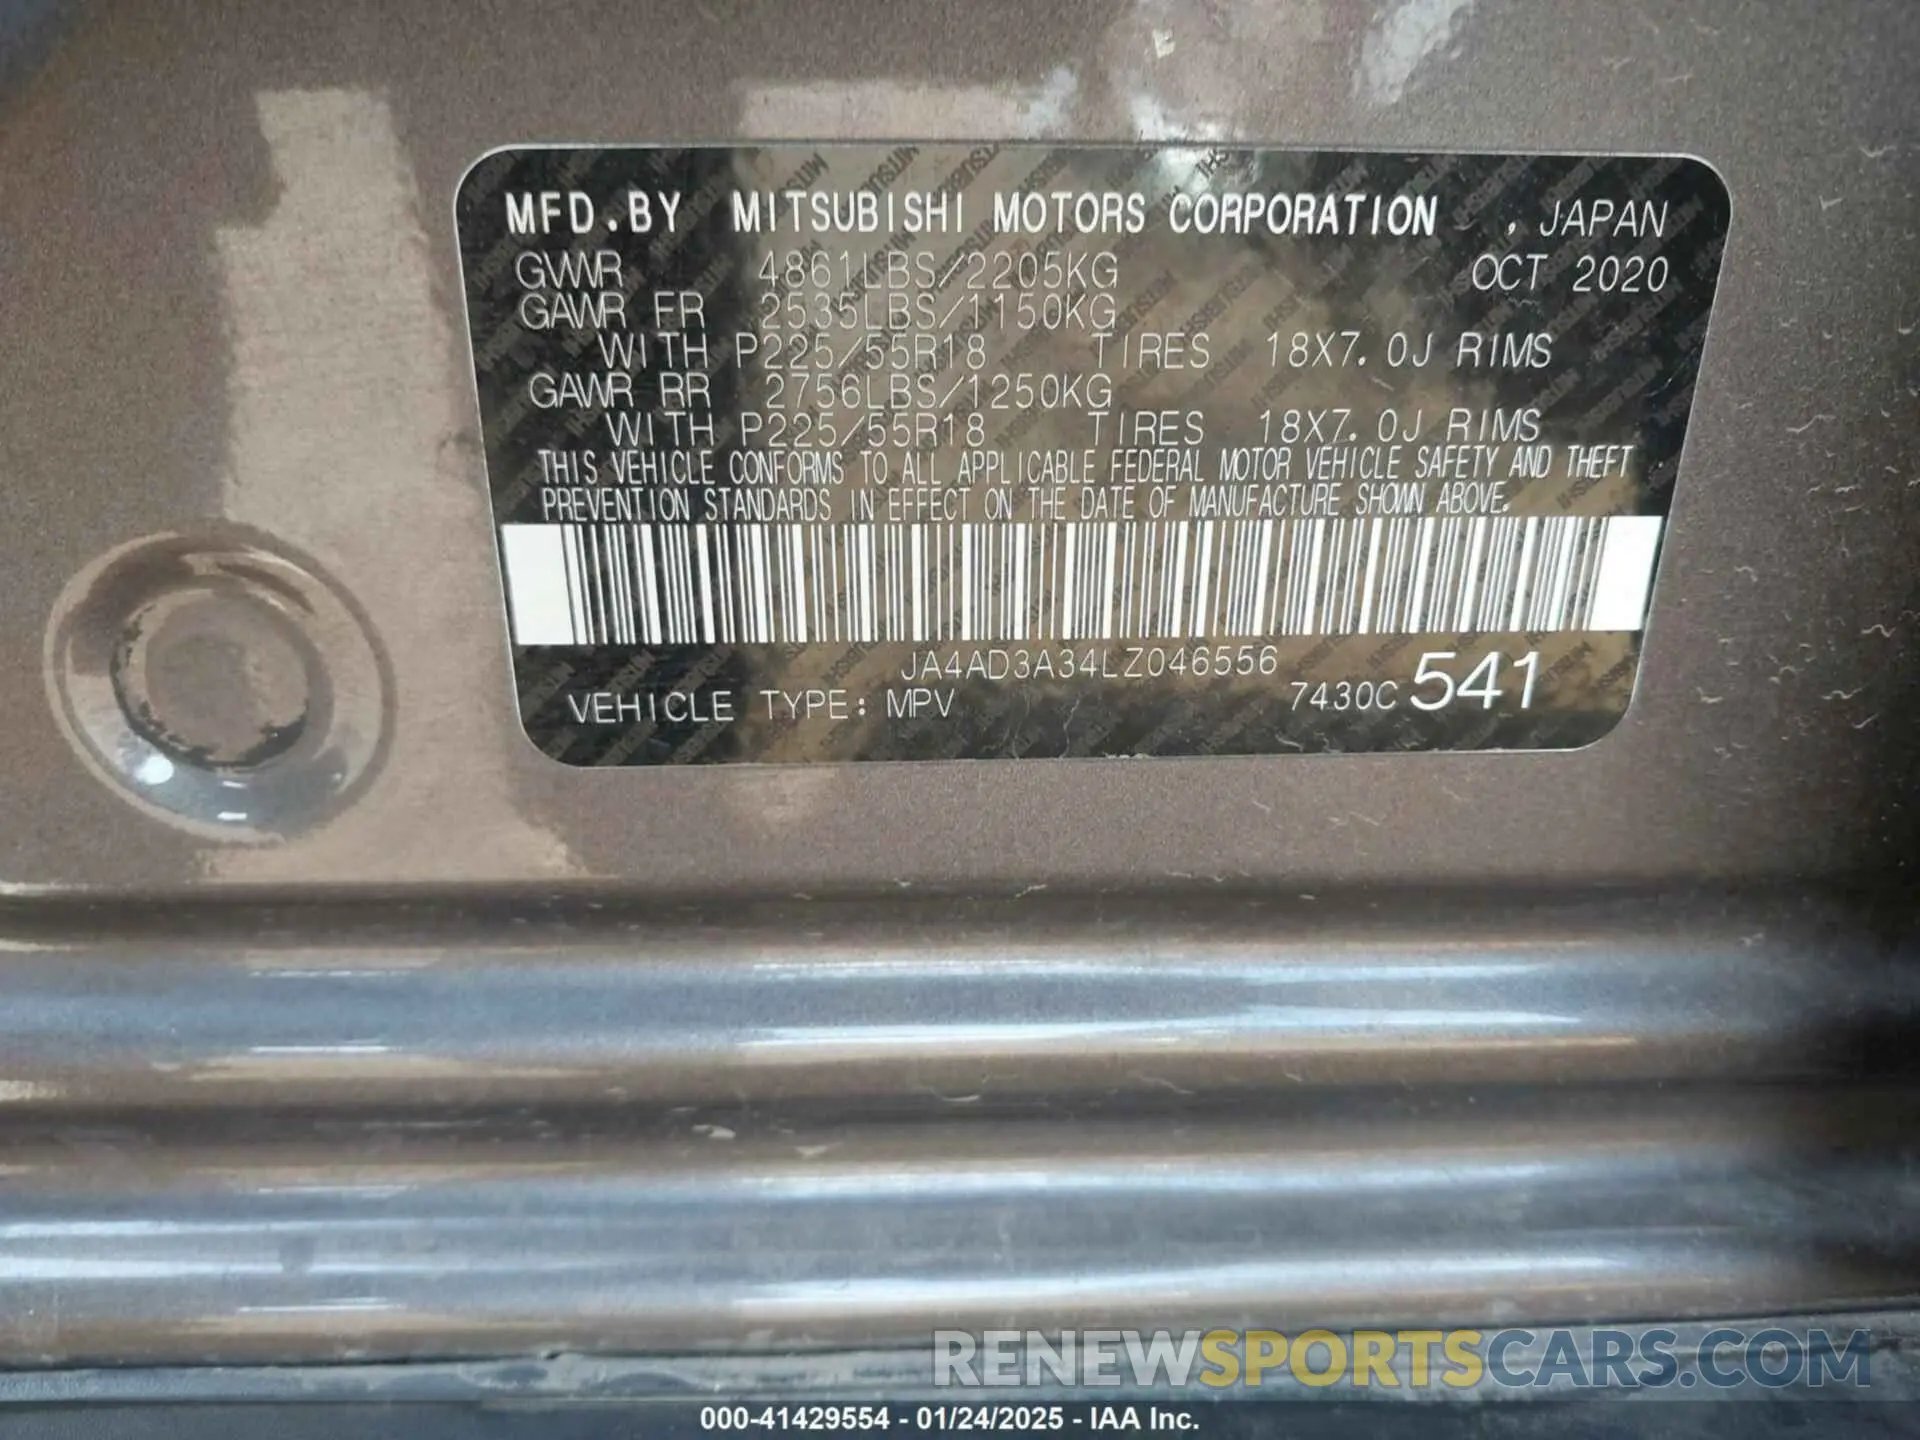 MFD.BY MITSUBISHI MOTORS CORPORATION , JAPAN
GVWR 4861LBS/2205KG OCT 2020
GAWR FR 2535LBS/1150KG
WITH P225/55R18 TIRES 18X7.0J RIMS
GAWR RR 2756LBS/1250KG
WITH P225/55R18 TIRES 18X7.0J RIMS
THIS VEHICLE CONFORMS TO ALL APPLICABLE FEDERAL MOTOR VEHICLE SAFETY AND THEFT
PREVENTION STANDARDS IN EFFECT ON THE DATE OF MANUFACTURE SHOWN ABOVE.
JA4AD3A34LZ046556
VEHICLE TYPE: MPV 7430C 541
RENEWSPORTSCARS.COM
000-41429554 - 01/24/2025 - IAA Inc.